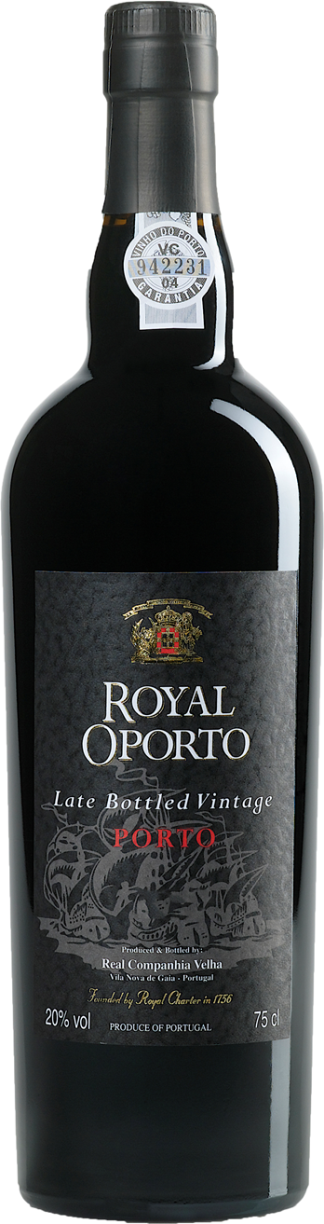 VINHO DO PORTO
VC
942231
04
GARANTIA
ROYAL
OPORTO
Late Bottled Vintage
PORTO
Produced & Bottled by:
Real Companhia Velha
Vila Nova de Gaia - Portugal
Founded by Royal Charter in 1756
20% vol
PRODUCE OF PORTUGAL
75 cl